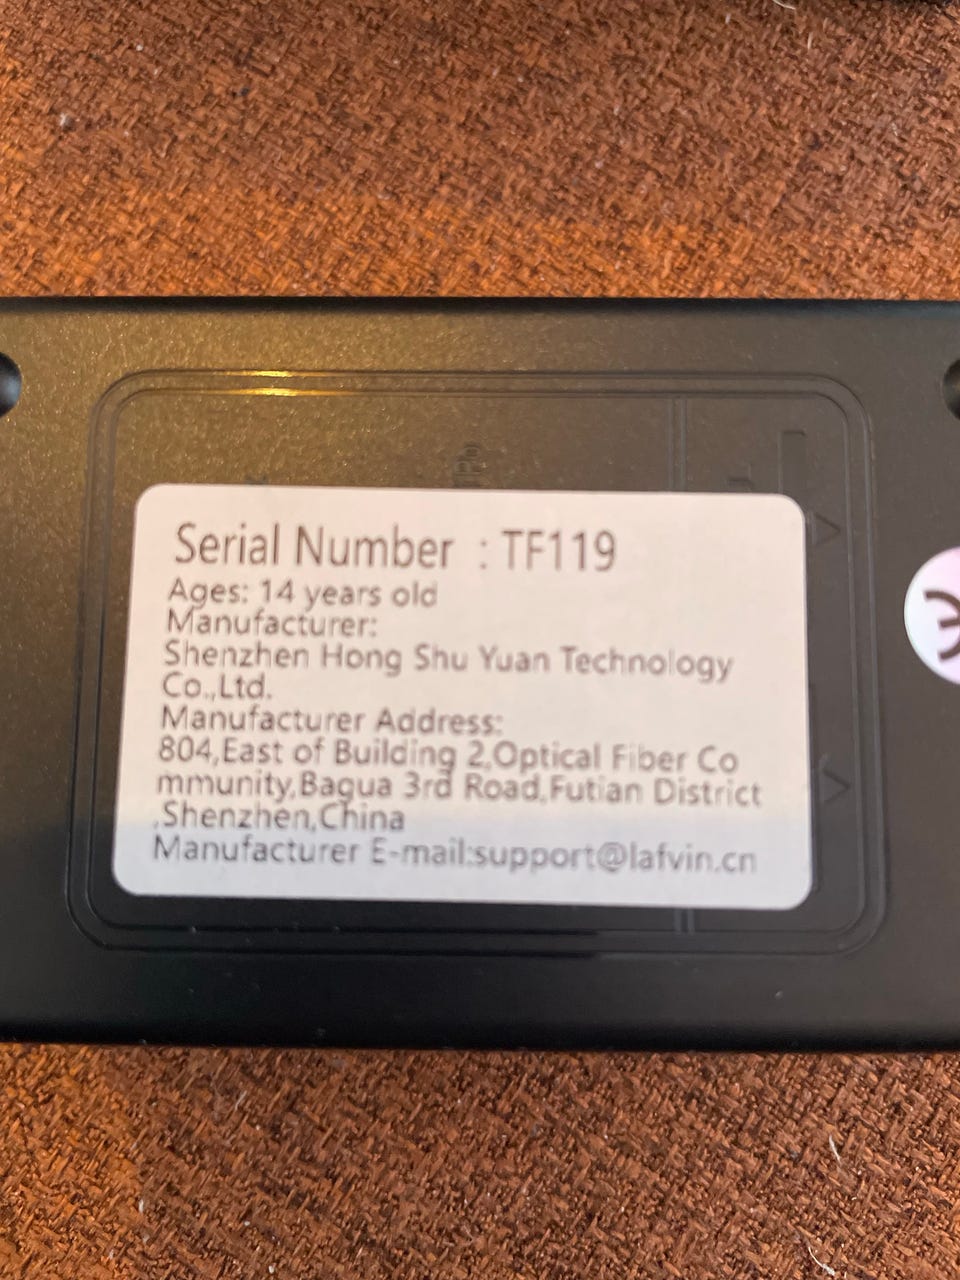 Serial Number : TF119
Ages: 14 years old
Manufacturer:
Shenzhen Hong Shu Yuan Technology
Co.,Ltd.
Manufacturer Address:
804,East of Building 2,Optical Fiber Co
mmunity,Bagua 3rd Road,Futian District
,Shenzhen,China
Manufacturer E-mail:support@lafvin.cn